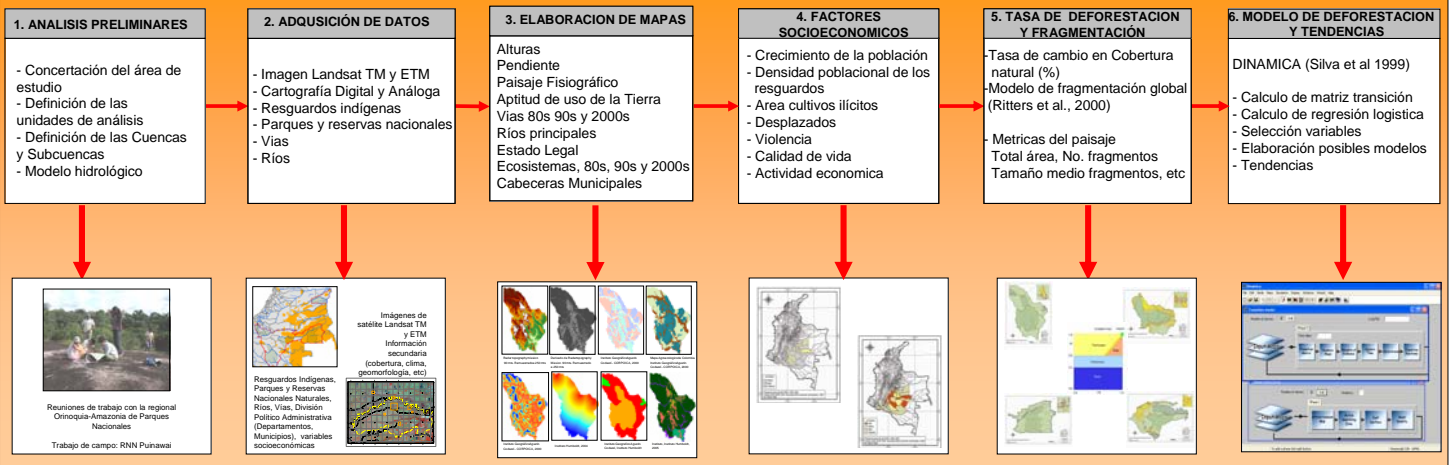 1. ANALISIS PRELIMINARES
- Concertación del área de
estudio
- Definición de las
unidades de análisis
- Definición de las Cuencas
y Subcuencas
- Modelo hidrológico
Reuniones de trabajo con la regional
Orinoquia-Amazonia de Parques
Nacionales
Trabajo de campo: RNN Puinawai
2. ADQUSICIÓN DE DATOS
- Imagen Landsat TM y ETM
- Cartografía Digital y Análoga
- Resguardos indígenas
- Parques y reservas nacionales
- Vias
- Ríos
Imágenes de
satélite Landsat TM
y ETM
Información
secundaria
(cobertura, clima,
geomorfología, etc)
Resguardos Indígenas,
Parques y Reservas
Nacionales Naturales,
Ríos, Vías, División
Político Administrativa
(Departamentos,
Municipios), variables
socioeconómicas
3. ELABORACION DE MAPAS
Alturas
Pendiente
Paisaje Fisiográfico
Aptitud de uso de la Tierra
Vias 80s 90s y 2000s
Ríos principales
Estado Legal
Ecosistemas, 80s, 90s y 2000s
Cabeceras Municipales
4. FACTORES
SOCIOECONOMICOS
- Crecimiento de la población
- Densidad poblacional de los
resguardos
- Area cultivos ilícitos
- Desplazados
- Violencia
- Calidad de vida
- Actividad economica
5. TASA DE DEFORESTACION
Y FRAGMENTACIÓN
-Tasa de cambio en Cobertura
natural (%)
-Modelo de fragmentación global
(Ritters et al., 2000)
- Metricas del paisaje
Total área, No. fragmentos
Tamaño medio fragmentos, etc
6. MODELO DE DEFORESTACION
Y TENDENCIAS
DINAMICA (Silva et al 1999)
- Calculo de matriz transición
- Calculo de regresión logistica
- Selección variables
- Elaboración posibles modelos
- Tendencias